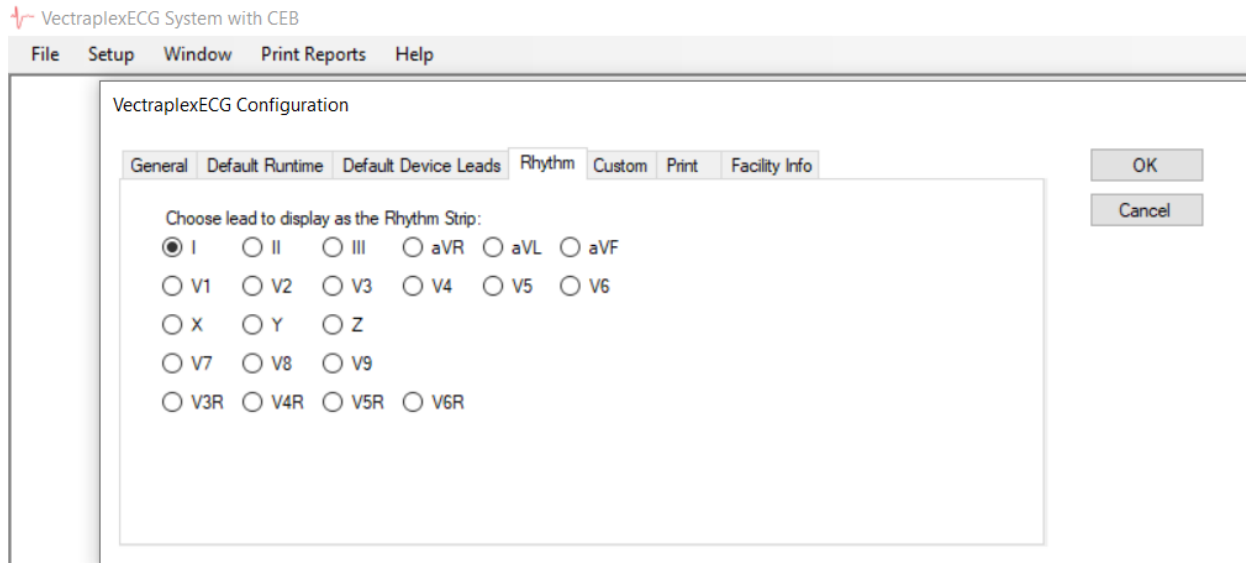 VectraplexECG System with CEB
File Setup Window Print Reports Help
VectraplexECG Configuration
General Default Runtime Default Device Leads Rhythm Custom Print Facility Info
OK
Cancel
Choose lead to display as the Rhythm Strip:
I II III aVR aVL aVF
V1 V2 V3 V4 V5 V6
X Y Z
V7 V8 V9
V3R V4R V5R V6R